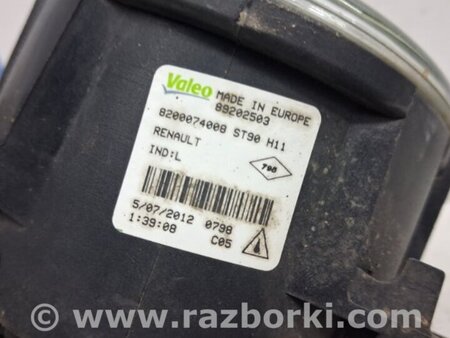 Valeo MADE IN EUROPE
89202503
8200074008 ST90 H11
RENAULT
IND:L
798
5/07/2012 0798
1:39:08 C05
© www.razborki.com